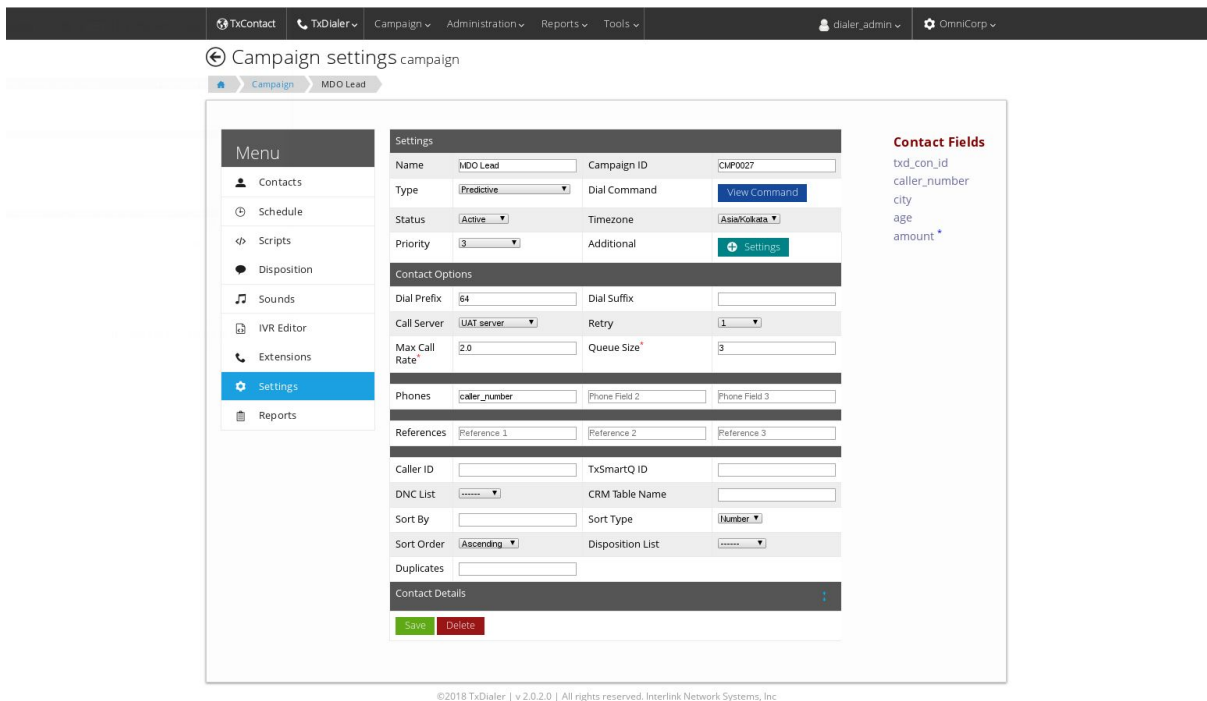 TxContact TxDialer Campaign Administration Reports Tools dialer_admin OmniCorp
Campaign settings campaign
Campaign MDO Lead
Menu
Contacts
Schedule
Scripts
Disposition
Sounds
IVR Editor
Extensions
Settings
Reports
Settings
Name MDO Lead Campaign ID CMP0027
Type Predictive Dial Command View Command
Status Active Timezone Asia/Kolkata
Priority 3 Additional Settings
Contact Options
Dial Prefix 64 Dial Suffix
Call Server UAT server Retry 1
Max Call Rate* 2.0 Queue Size* 3
Phones caller_number Phone Field 2 Phone Field 3
References Reference 1 Reference 2 Reference 3
Caller ID TxSmartQ ID
DNC List ------ CRM Table Name
Sort By Sort Type Number
Sort Order Ascending Disposition List ------
Duplicates
Contact Details
Save Delete
Contact Fields
txd_con_id
caller_number
city
age
amount *
©2018 TxDialer | v 2.0.2.0 | All rights reserved. Interlink Network Systems, Inc